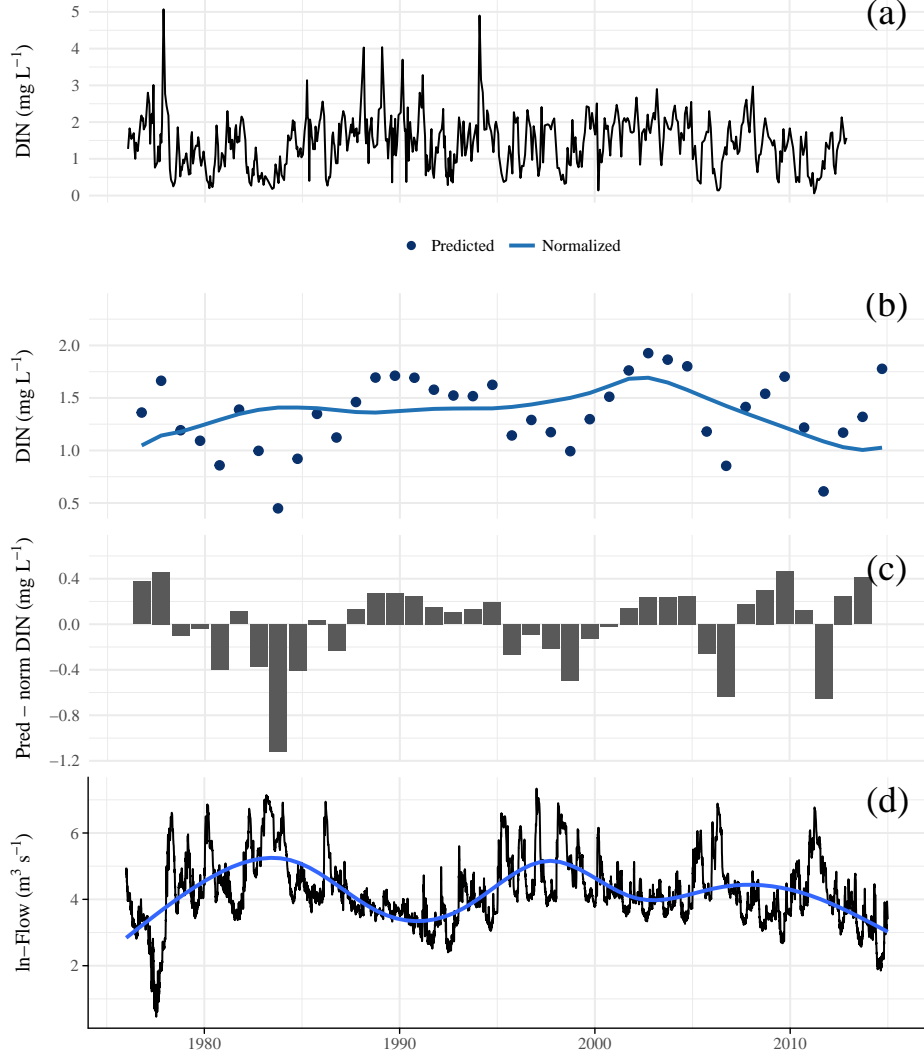 (a)
DIN (mg L⁻¹)
5
4
3
2
1
0
Predicted Normalized
(b)
DIN (mg L⁻¹)
2.0
1.5
1.0
0.5
(c)
Pred − norm DIN (mg L⁻¹)
0.4
0.0
−0.4
−0.8
−1.2
(d)
ln−Flow (m³ s⁻¹)
6
4
2
1980 1990 2000 2010